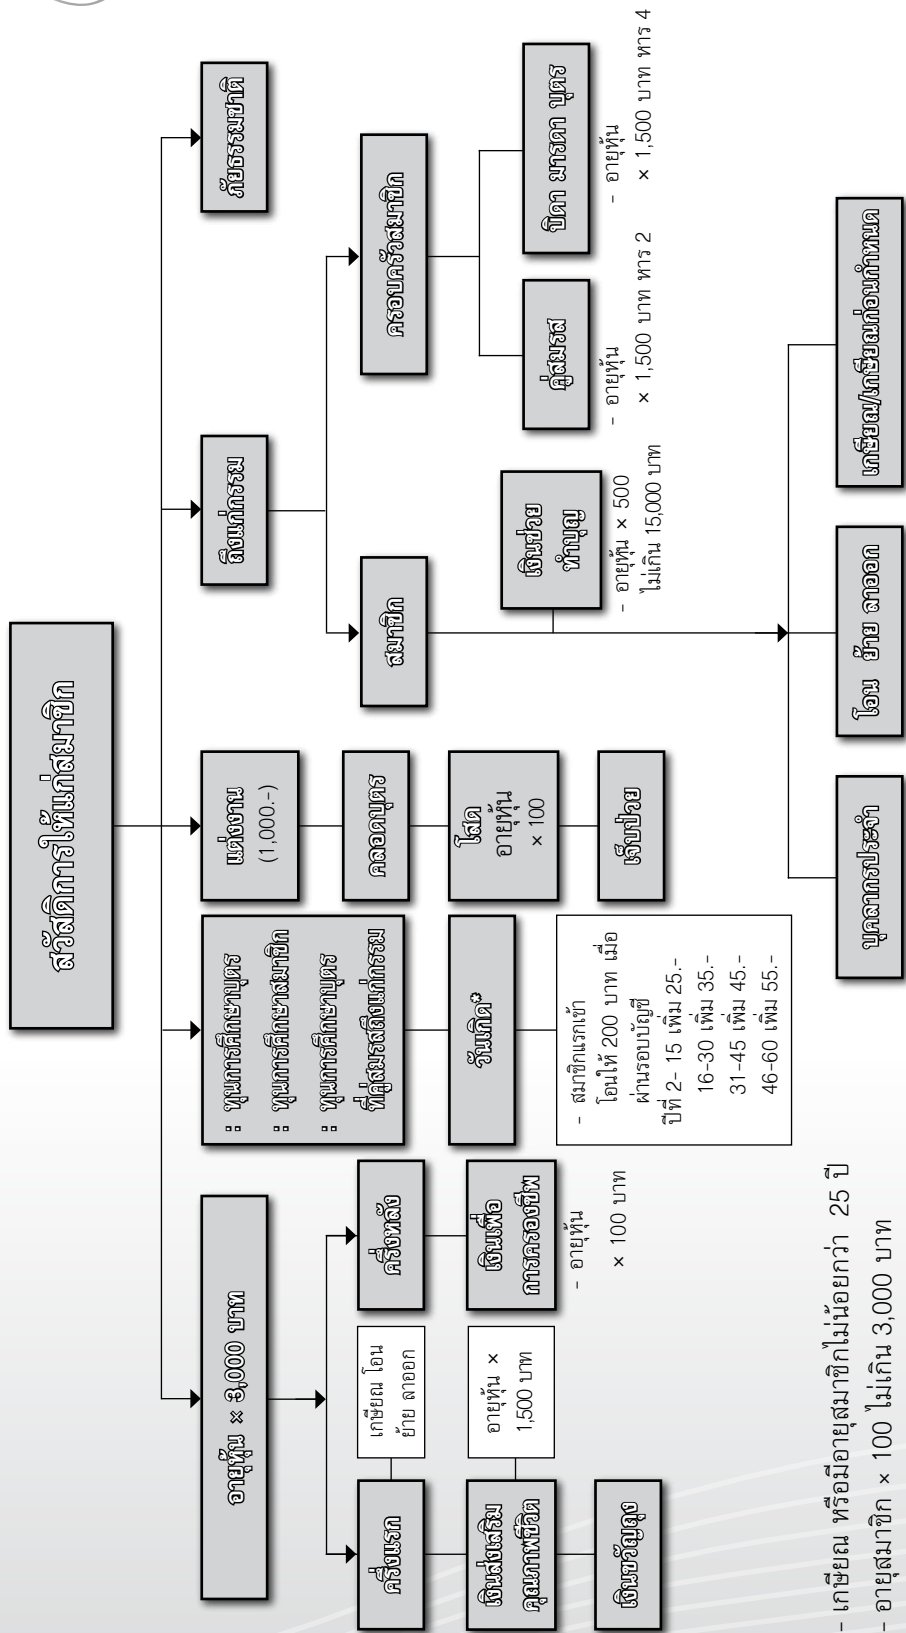 สวัสดิการให้แก่สมาชิก
อายุหุ้น × 3,000 บาท
ครึ่งแรก
เกษียณ โอน
ย้าย ลาออก
ครึ่งหลัง
เงินส่งเสริม
คุณภาพชีวิต
อายุหุ้น ×
1,500 บาท
เงินเพื่อ
การครองชีพ
- อายุหุ้น
× 100 บาท
เงินขวัญถุง
: ทุนการศึกษาบุตร
: ทุนการศึกษาสมาชิก
: ทุนการศึกษาบุตร
ที่คู่สมรสถึงแก่กรรม
วันเกิด*
- สมาชิกแรกเข้า
โอนให้ 200 บาท เมื่อ
ผ่านรอบบัญชี
ปีที่ 2- 15 เพิ่ม 25.-
16-30 เพิ่ม 35.-
31-45 เพิ่ม 45.-
46-60 เพิ่ม 55.-
แต่งงาน
(1,000.-)
คลอดบุตร
โสด
อายุหุ้น
× 100
เจ็บป่วย
ถึงแก่กรรม
สมาชิก
เงินช่วย
ทำบุญ
- อายุหุ้น × 500
ไม่เกิน 15,000 บาท
ครอบครัวสมาชิก
คู่สมรส
- อายุหุ้น
× 1,500 บาท หาร 2
บิดา มารดา บุตร
- อายุหุ้น
× 1,500 บาท หาร 4
ภัยธรรมชาติ
บุคลากรประจำ
โอน ย้าย ลาออก
เกษียณ/เกษียณก่อนกำหนด
- เกษียณ หรือมีอายุสมาชิกไม่น้อยกว่า 25 ปี
- อายุสมาชิก × 100 ไม่เกิน 3,000 บาท